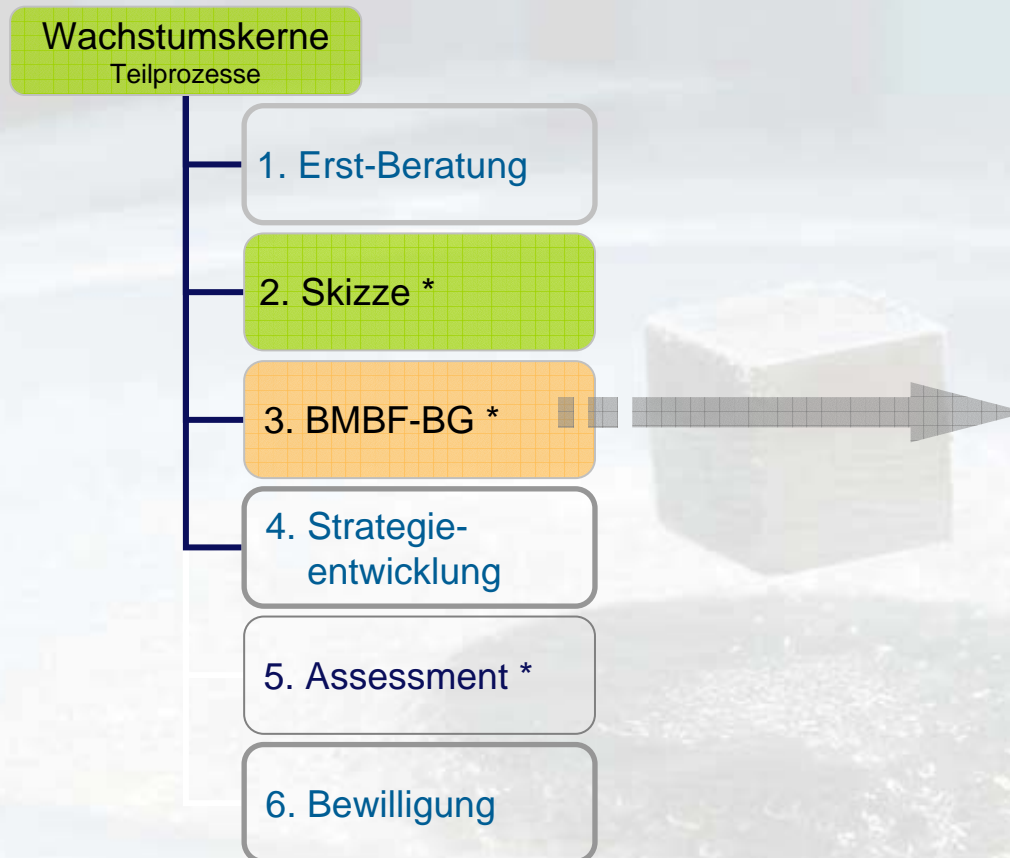 Wachstumskerne
Teilprozesse
1. Erst-Beratung
2. Skizze *
3. BMBF-BG *
4. Strategie-
entwicklung
5. Assessment *
6. Bewilligung